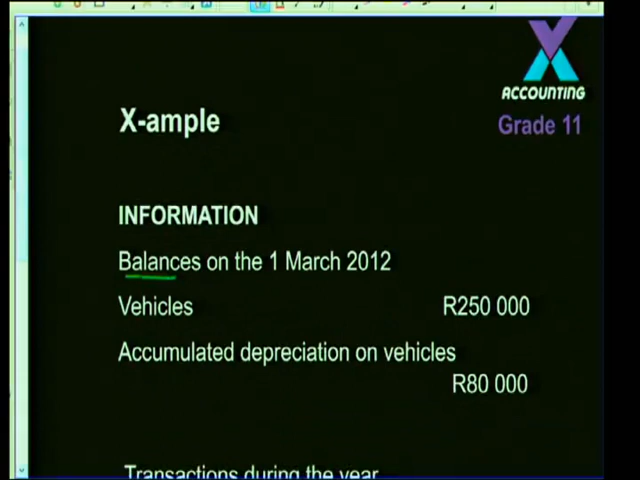 ACCOUNTING
Grade 11
X-ample
INFORMATION
Balances on the 1 March 2012
Vehicles R250 000
Accumulated depreciation on vehicles
R80 000
Transactions during the year